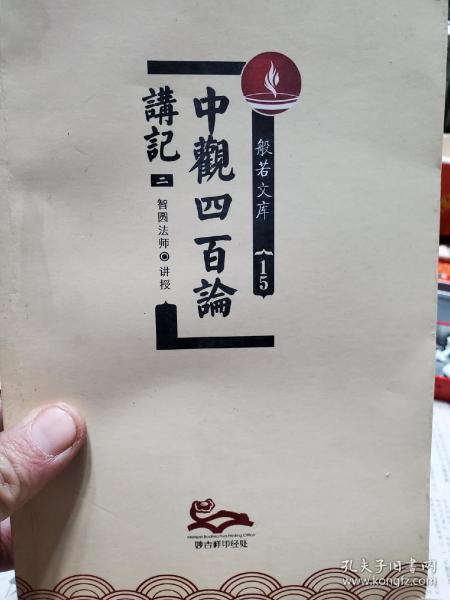 般若文库
15
中觀四百論
講記
二
智圆法师 讲授
妙吉祥印经处
孔夫子旧书网
www.kongfz.com